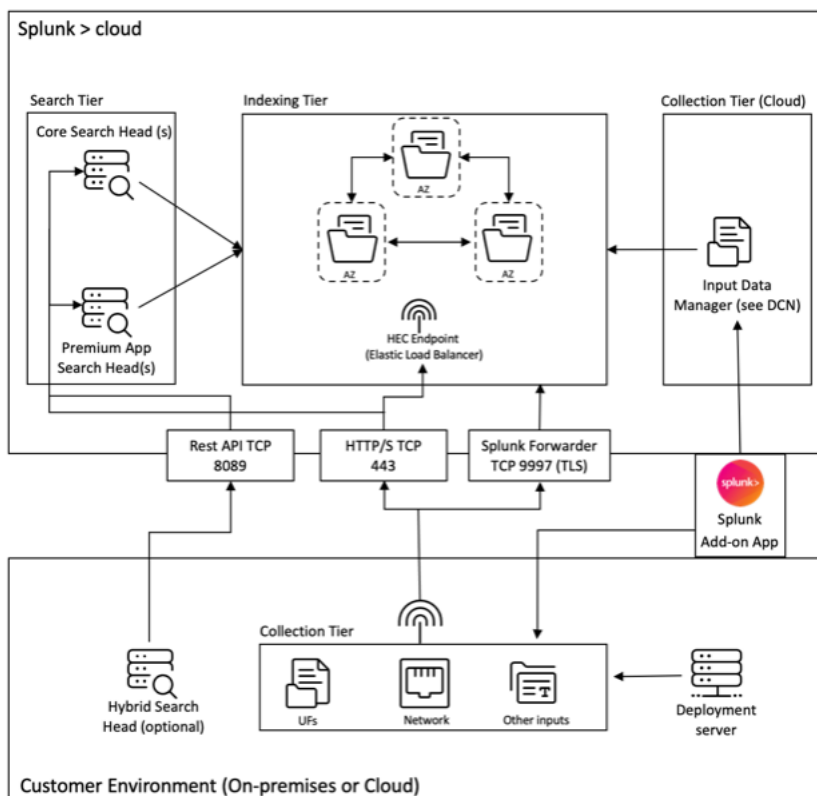 Splunk > cloud
Search Tier
Core Search Head (s)
Premium App
Search Head(s)
Indexing Tier
AZ
AZ
AZ
HEC Endpoint
(Elastic Load Balancer)
Collection Tier (Cloud)
Input Data
Manager (see DCN)
Rest API TCP
8089
HTTP/S TCP
443
Splunk Forwarder
TCP 9997 (TLS)
splunk>
Splunk
Add-on App
Hybrid Search
Head (optional)
Collection Tier
UFs
Network
T
Other inputs
Deployment
server
Customer Environment (On-premises or Cloud)